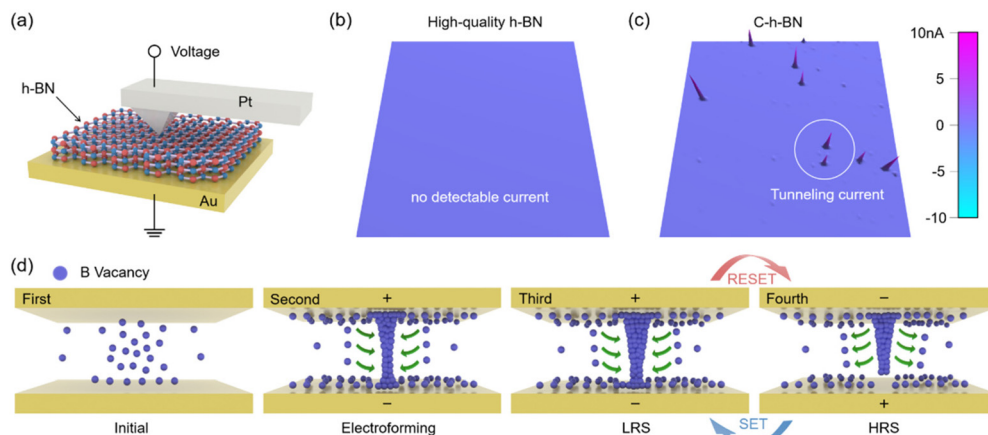 (a)
Voltage
h-BN
Pt
Au
(b)
High-quality h-BN
no detectable current
(c)
C-h-BN
Tunneling current
10nA
5
0
-5
-10
(d)
B Vacancy
RESET
First
Second
+
Third
+
Fourth
−
−
−
+
SET
Initial
Electroforming
LRS
HRS